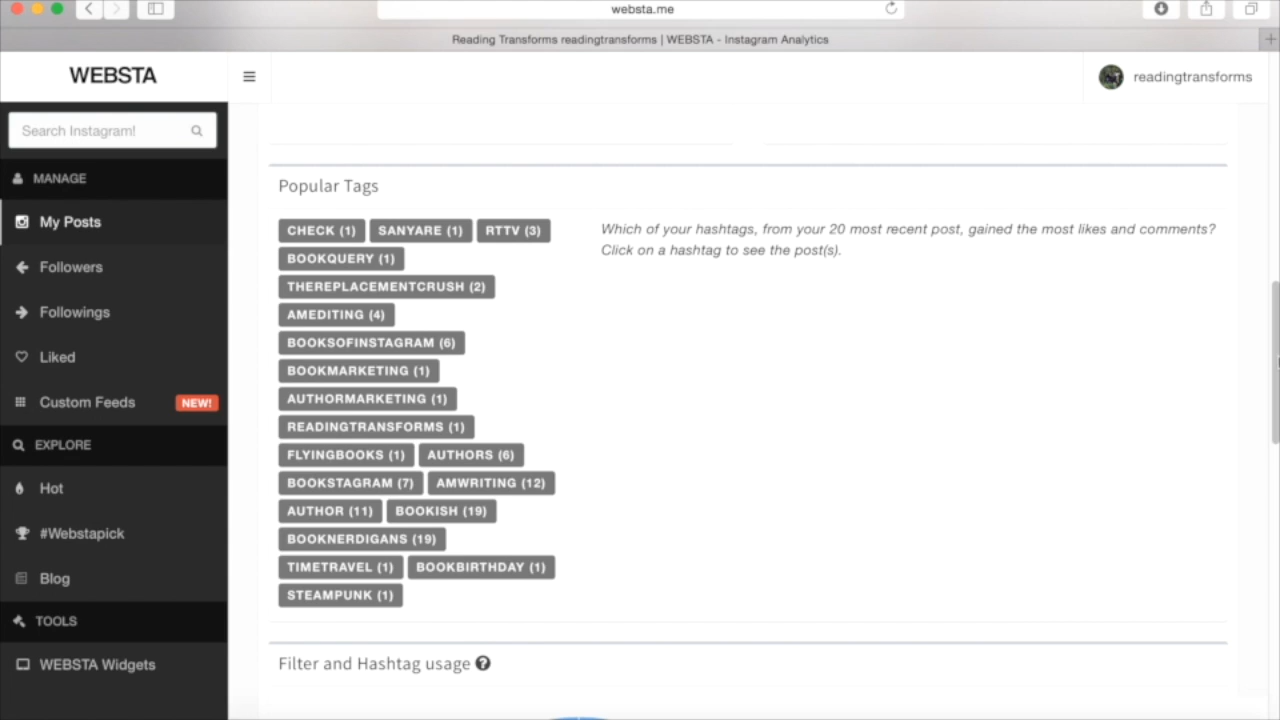 websta.me
Reading Transforms readingtransforms | WEBSTA - Instagram Analytics
WEBSTA
readingtransforms
Search Instagram!
MANAGE
My Posts
Followers
Followings
Liked
Custom Feeds NEW!
EXPLORE
Hot
#Webstapick
Blog
TOOLS
WEBSTA Widgets
Popular Tags
CHECK (1) SANYARE (1) RTTV (3)
BOOKQUERY (1)
THEREPLACEMENTCRUSH (2)
AMEDITING (4)
BOOKSOFINSTAGRAM (6)
BOOKMARKETING (1)
AUTHORMARKETING (1)
READINGTRANSFORMS (1)
FLYINGBOOKS (1) AUTHORS (6)
BOOKSTAGRAM (7) AMWRITING (12)
AUTHOR (11) BOOKISH (19)
BOOKNERDIGANS (19)
TIMETRAVEL (1) BOOKBIRTHDAY (1)
STEAMPUNK (1)
Which of your hashtags, from your 20 most recent post, gained the most likes and comments?
Click on a hashtag to see the post(s).
Filter and Hashtag usage ?